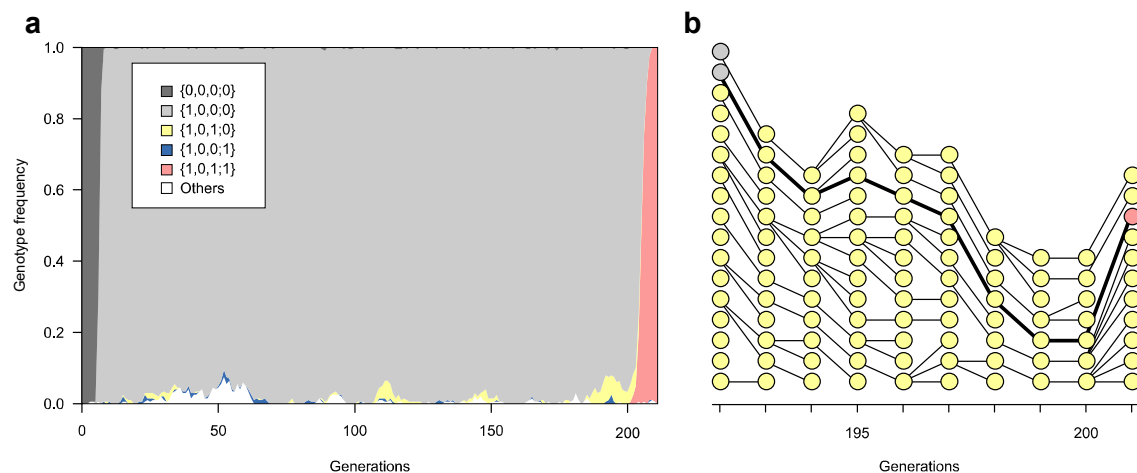 a
1.0
0.8
0.6
0.4
0.2
0.0
Genotype frequency
{0,0,0;0}
{1,0,0;0}
{1,0,1;0}
{1,0,0;1}
{1,0,1;1}
Others
0 50 100 150 200
Generations
b
195 200
Generations